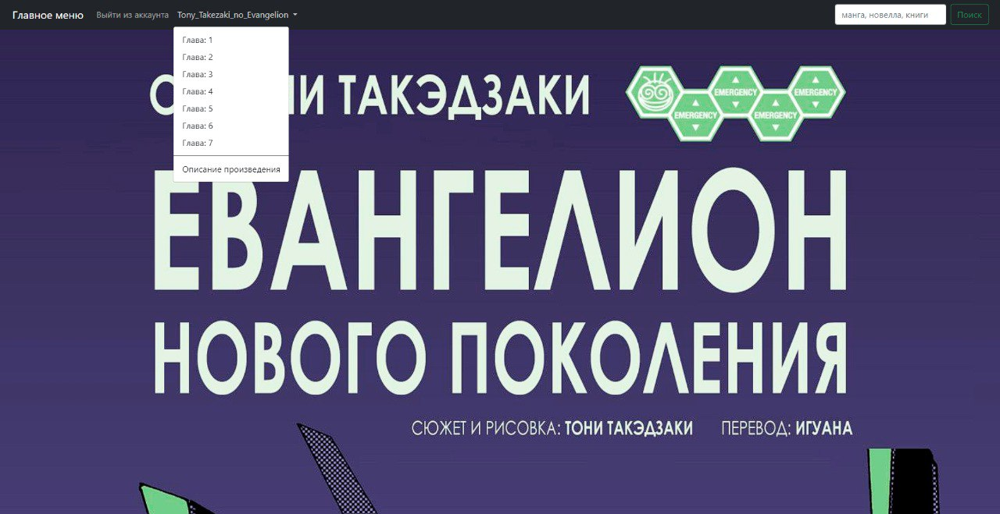 Главное меню Выйти из аккаунта Tony_Takezaki_no_Evangelion манга, новелла, книги Поиск
Глава: 1
Глава: 2
Глава: 3
Глава: 4
Глава: 5
Глава: 6
Глава: 7
Описание произведения
ТАКЭДЗАКИ
EMERGENCY EMERGENCY
EMERGENCY EMERGENCY
ЕВАНГЕЛИОН
НОВОГО ПОКОЛЕНИЯ
СЮЖЕТ И РИСОВКА: ТОНИ ТАКЭДЗАКИ ПЕРЕВОД: ИГУАНА